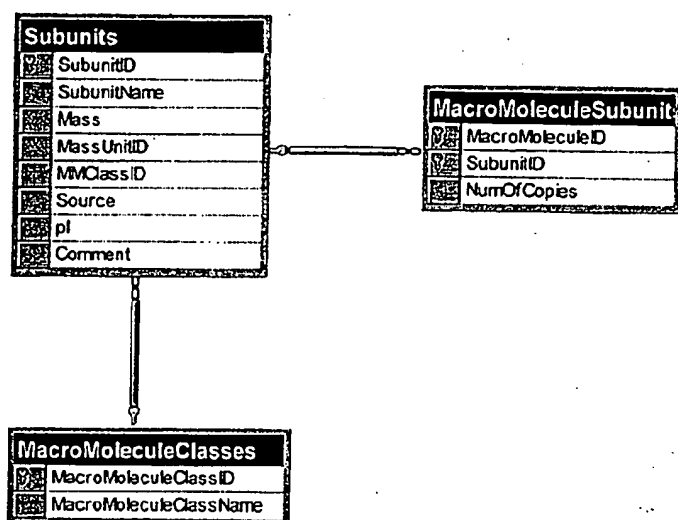 Subunits
SubunitID
SubunitName
Mass
MassUnitID
MMClassID
Source
pI
Comment
MacroMoleculeSubunit
MacroMoleculeID
SubunitID
NumOfCopies
MacroMoleculeClasses
MacroMoleculeClassID
MacroMoleculeClassName